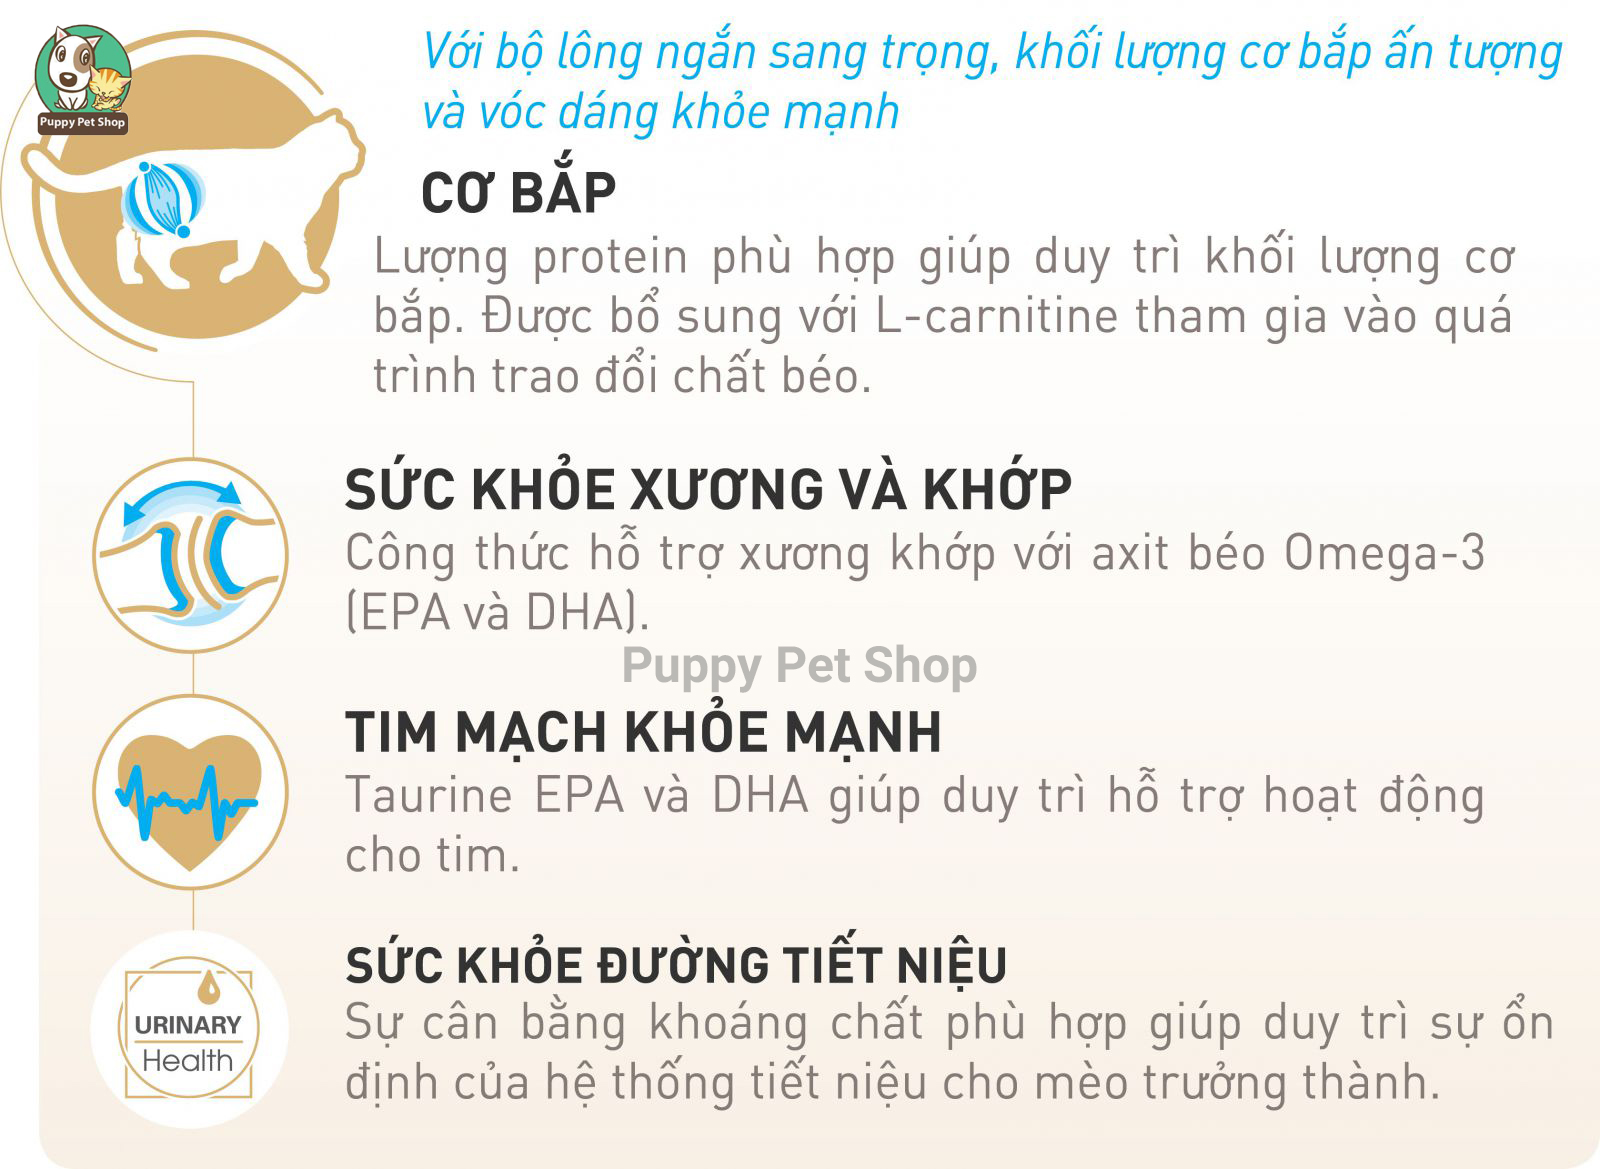 Puppy Pet Shop
Với bộ lông ngắn sang trọng, khối lượng cơ bắp ấn tượng
và vóc dáng khỏe mạnh
CƠ BẮP
Lượng protein phù hợp giúp duy trì khối lượng cơ
bắp. Được bổ sung với L-carnitine tham gia vào quá
trình trao đổi chất béo.
SỨC KHỎE XƯƠNG VÀ KHỚP
Công thức hỗ trợ xương khớp với axit béo Omega-3
(EPA và DHA).
Puppy Pet Shop
TIM MẠCH KHỎE MẠNH
Taurine EPA và DHA giúp duy trì hỗ trợ hoạt động
cho tim.
URINARY
Health
SỨC KHỎE ĐƯỜNG TIẾT NIỆU
Sự cân bằng khoáng chất phù hợp giúp duy trì sự ổn
định của hệ thống tiết niệu cho mèo trưởng thành.